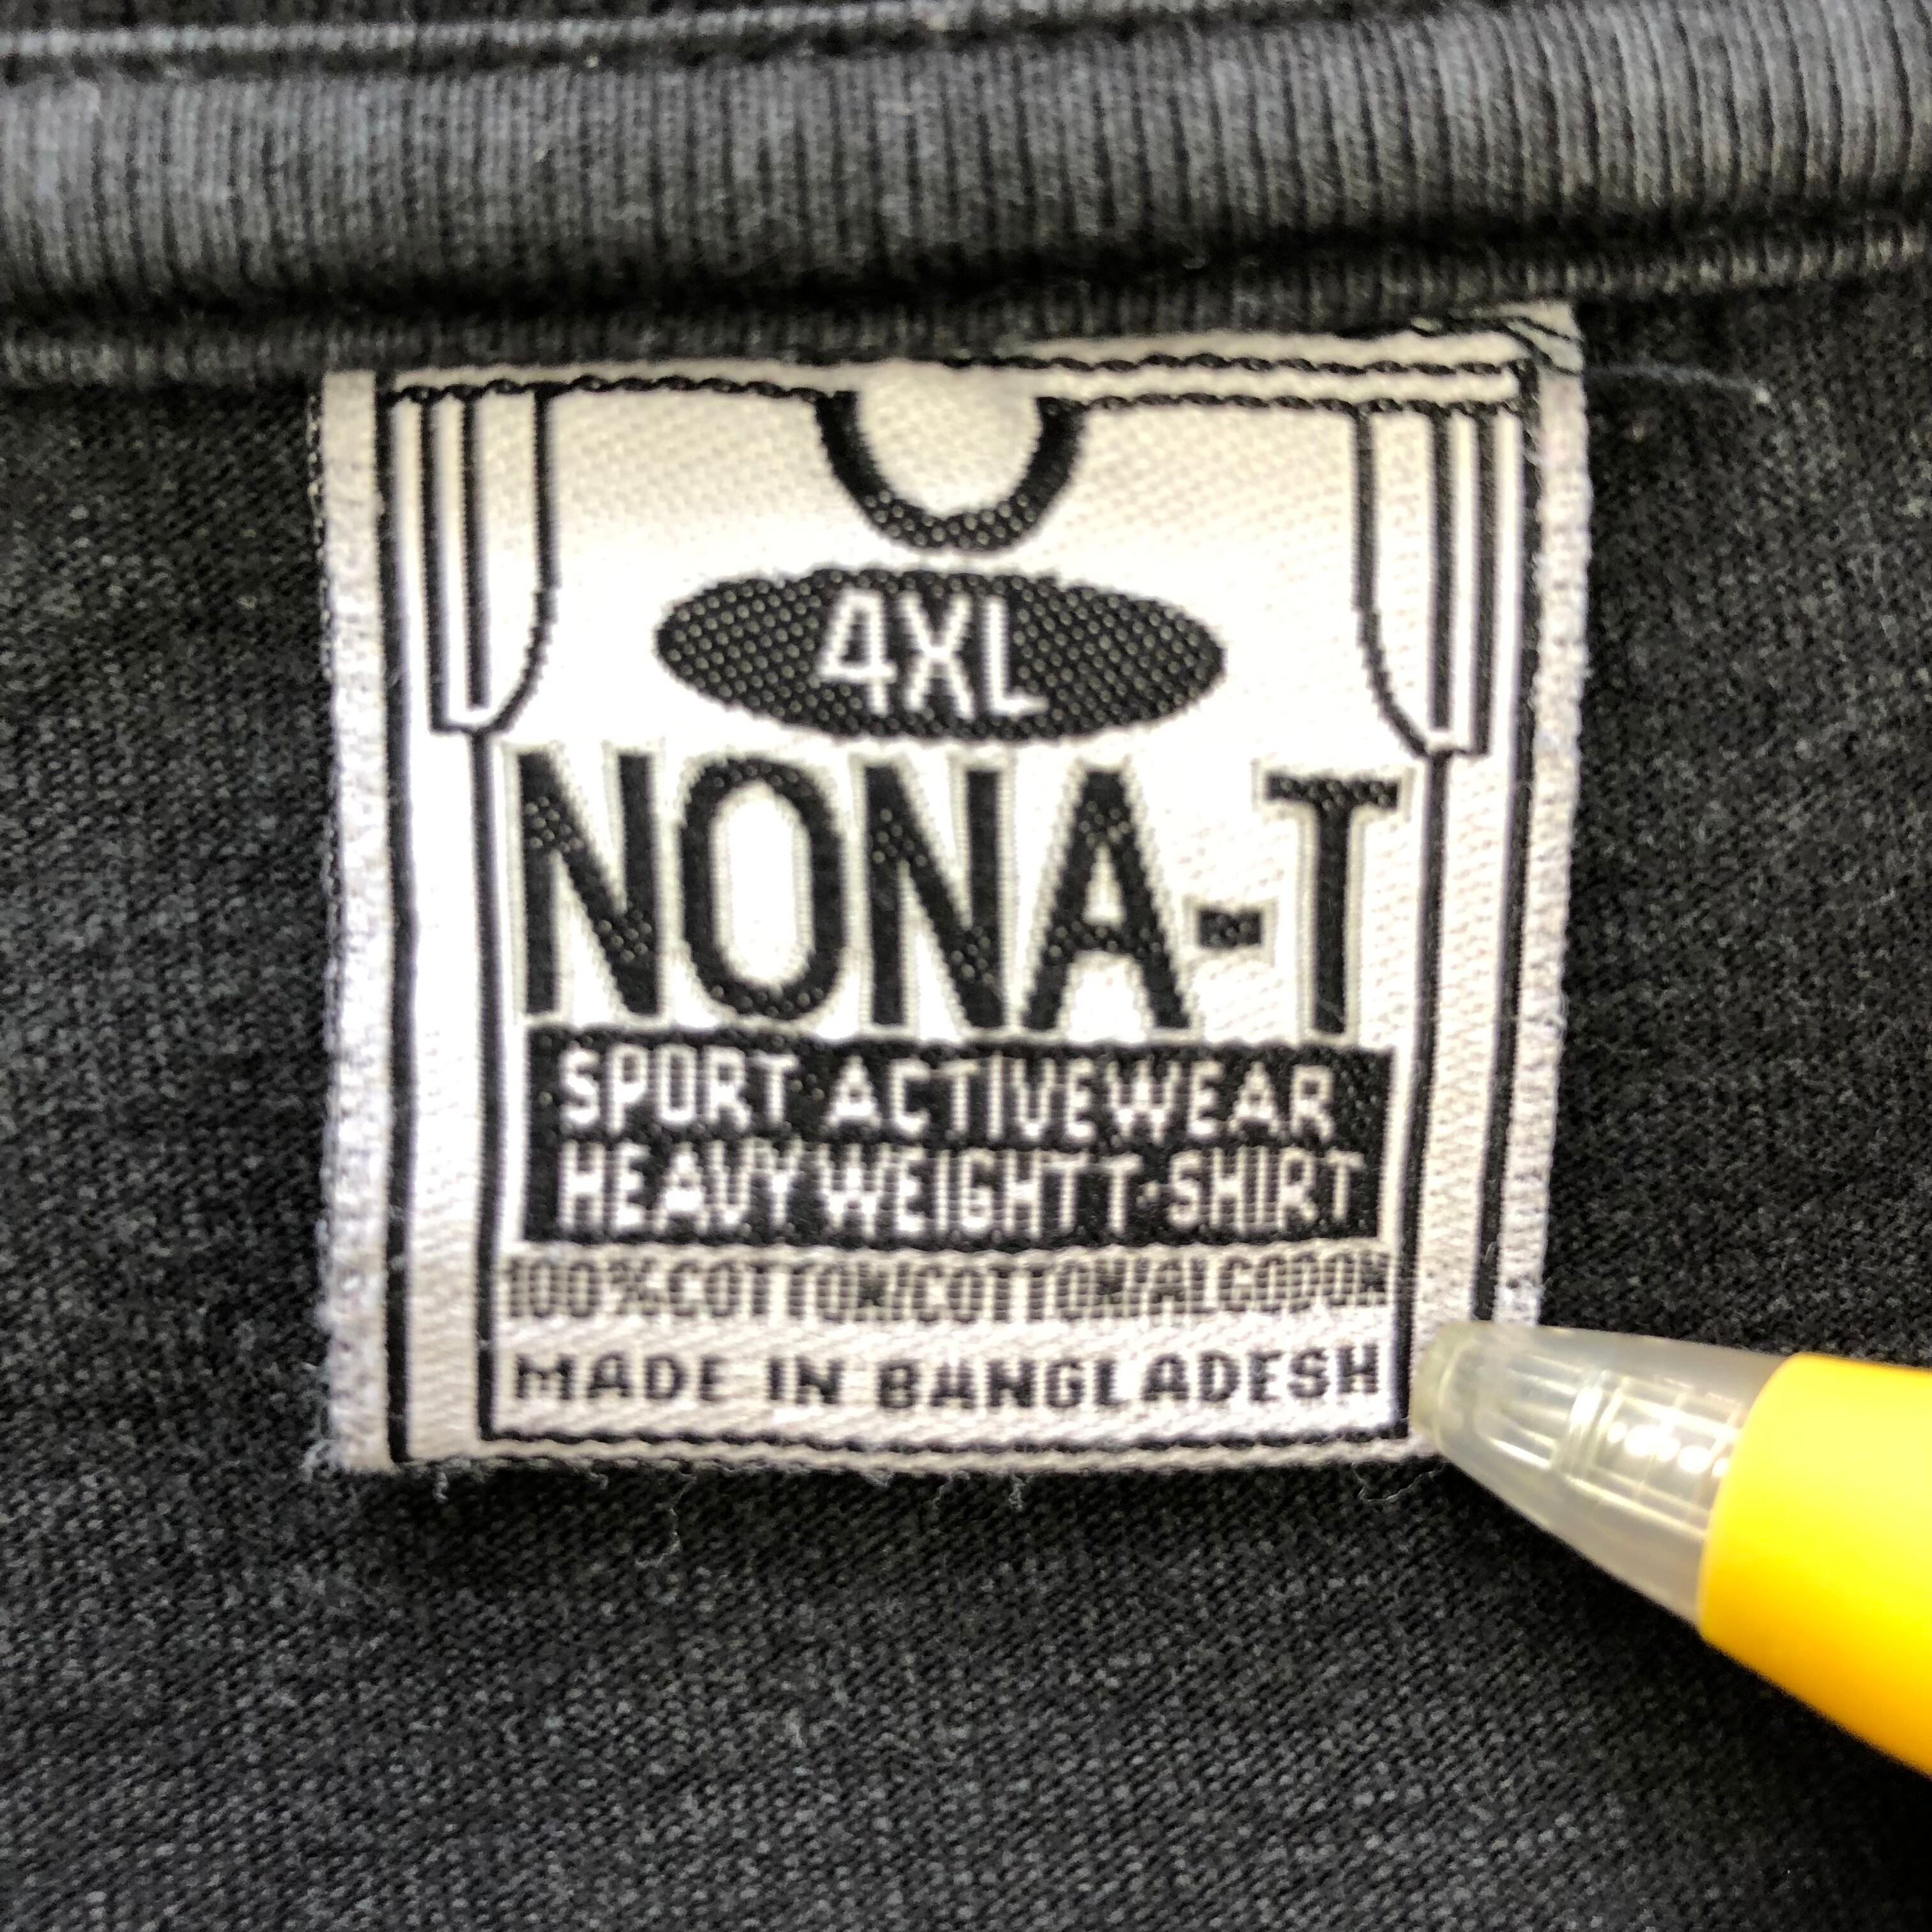 4XL
NONA-T
SPORT ACTIVEWEAR
HEAVY WEIGHT T-SHIRT
100%COTTON/COTTON/ALGODON
MADE IN BANGLADESH